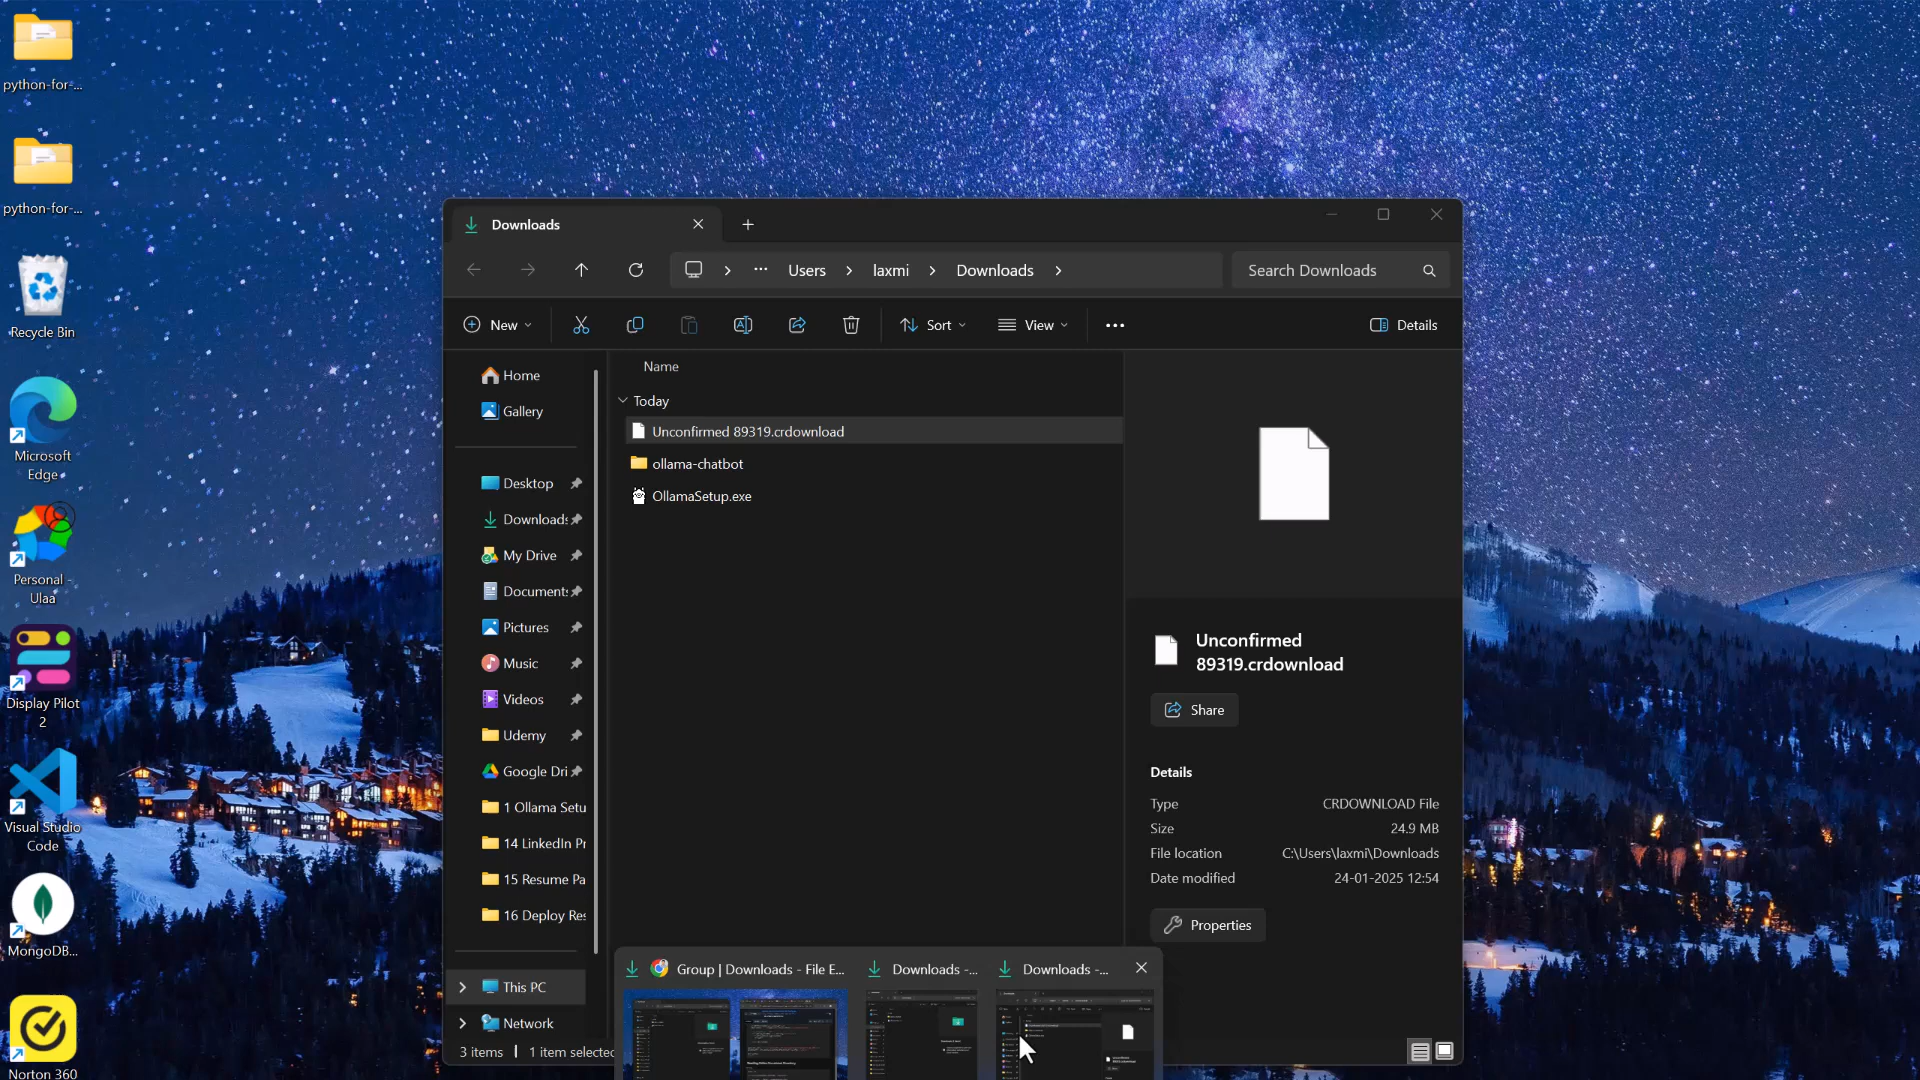 python-for-...
python-for-...
Recycle Bin
Microsoft
Edge
Personal -
Ulaa
Display Pilot
2
Visual Studio
Code
MongoDB...
Norton 360
Downloads
Users
laxmi
Downloads
Search Downloads
New
Sort
View
Details
Home
Gallery
Desktop
Downloads
My Drive
Documents
Pictures
Music
Videos
Udemy
Google Dri
1 Ollama Setu
14 LinkedIn Pr
15 Resume Pa
16 Deploy Res
This PC
Network
Name
Today
Unconfirmed 89319.crdownload
ollama-chatbot
OllamaSetup.exe
Unconfirmed
89319.crdownload
Share
Details
Type CRDOWNLOAD File
Size 24.9 MB
File location C:\Users\laxmi\Downloads
Date modified 24-01-2025 12:54
Properties
3 items 1 item selected
Group | Downloads - File E...
Downloads -...
Downloads -...